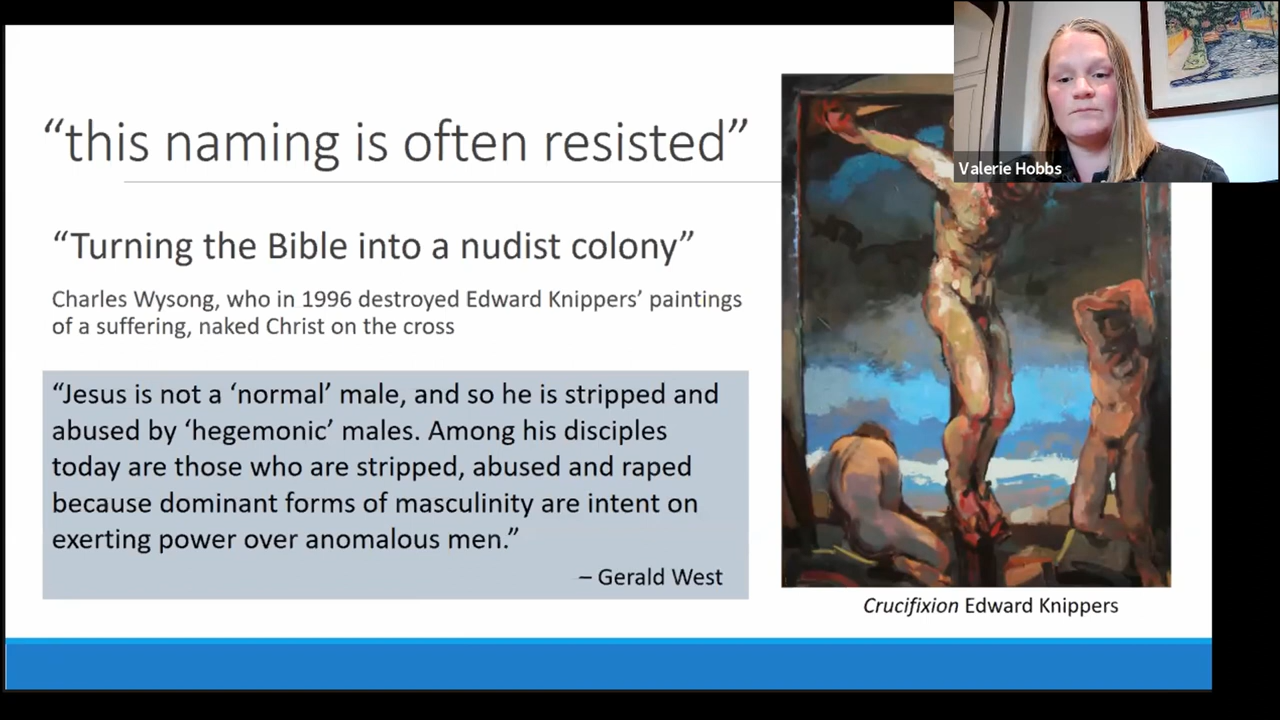 “this naming is often resisted”
“Turning the Bible into a nudist colony”
Charles Wysong, who in 1996 destroyed Edward Knippers’ paintings
of a suffering, naked Christ on the cross
“Jesus is not a ‘normal’ male, and so he is stripped and
abused by ‘hegemonic’ males. Among his disciples
today are those who are stripped, abused and raped
because dominant forms of masculinity are intent on
exerting power over anomalous men.”
– Gerald West
Valerie Hobbs
Crucifixion Edward Knippers